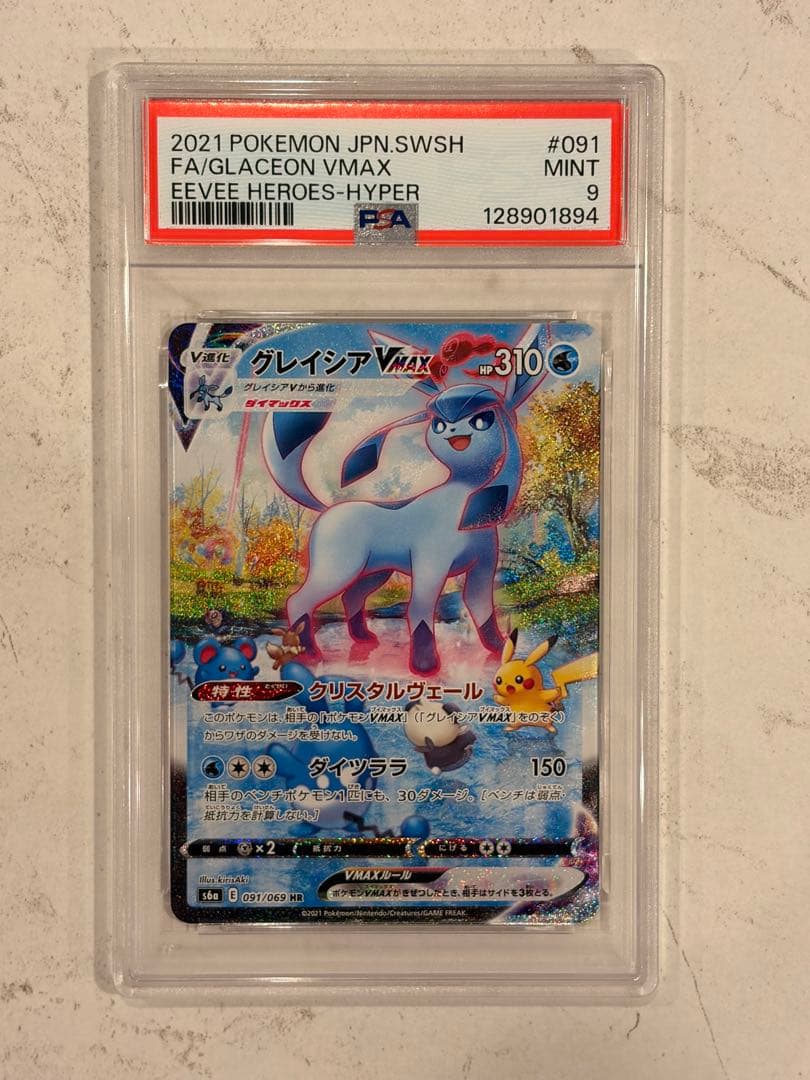 2021 POKEMON JPN.SWSH #091
FA/GLACEON VMAX MINT
EEVEE HEROES-HYPER 9
PSA 128901894
V進化 グレイシアVMAX HP310
グレイシアVから進化
ダイマックス
特性 クリスタルヴェール
このポケモンは、相手の「ポケモンVMAX」(「グレイシアVMAX」をのぞく)
からワザのダメージを受けない。
ダイツララ 150
相手のベンチポケモン1匹にも、30ダメージ。[ベンチは弱点・
抵抗力を計算しない。]
弱点 ×2 抵抗力 にげる
Illus. kirisAki VMAXルール
ポケモンVMAXがきぜつしたとき、相手はサイドを3枚とる。
s6a E 091/069 HR
©2021 Pokémon/Nintendo/Creatures/GAME FREAK.